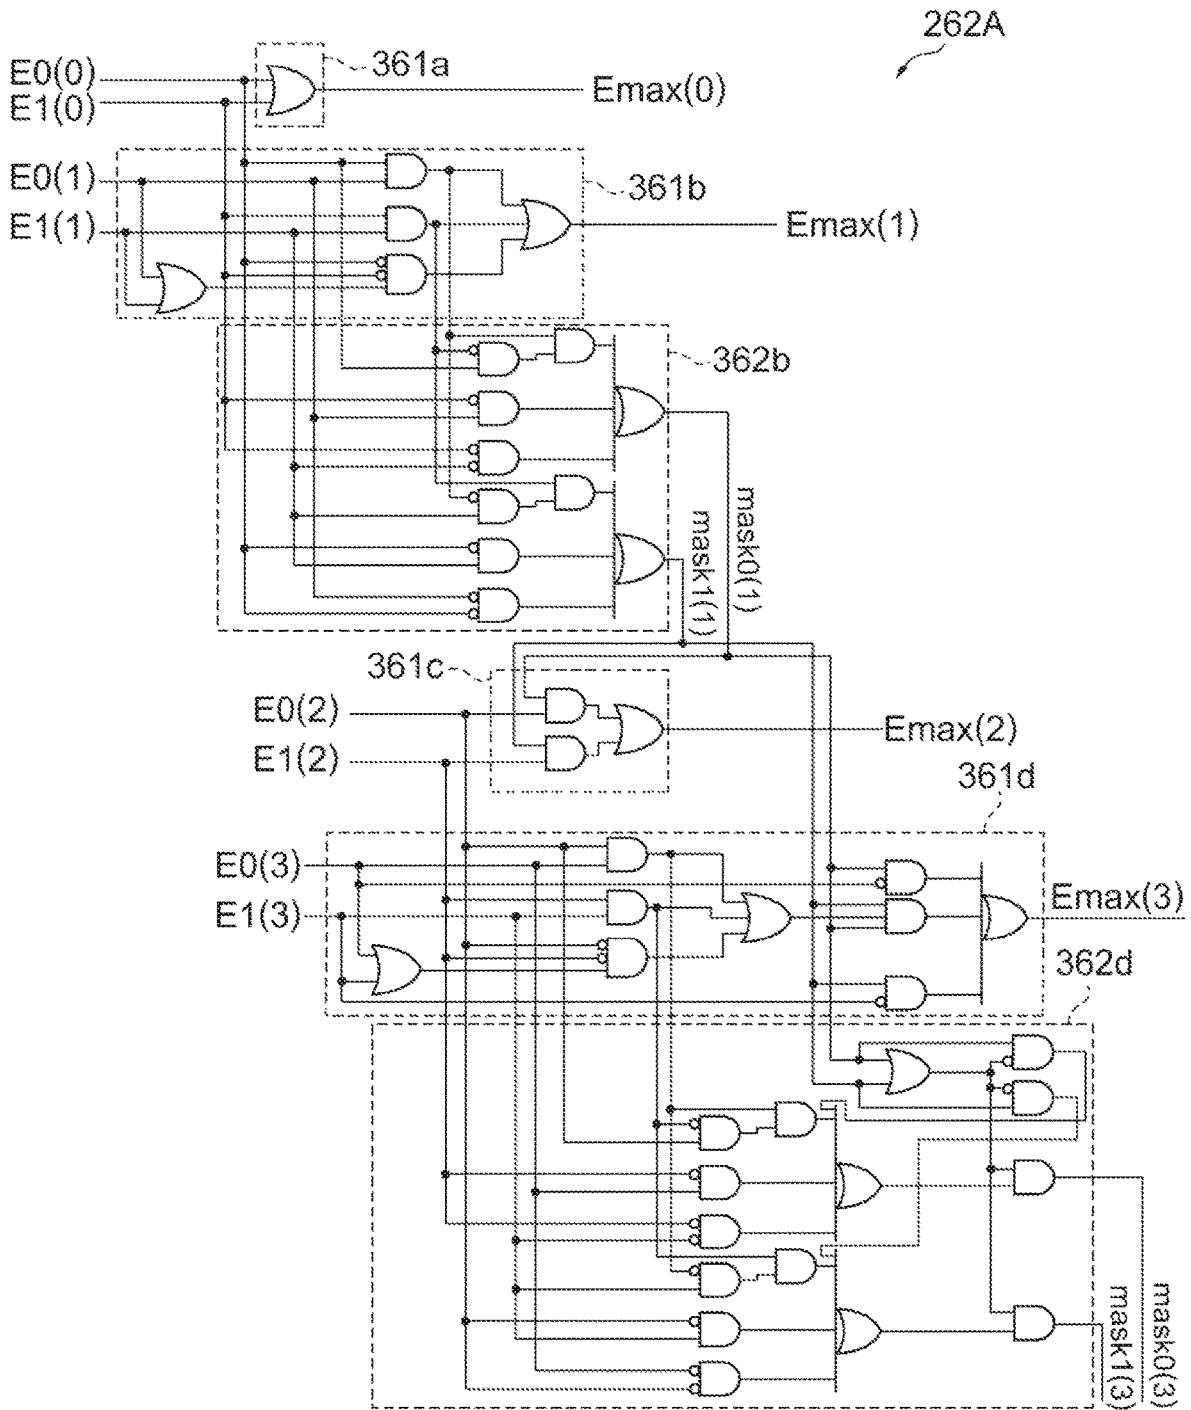 262A
E0(0)
E1(0)
361a
Emax(0)
E0(1)
E1(1)
361b
Emax(1)
362b
mask0(1)
mask1(1)
361c
E0(2)
E1(2)
Emax(2)
361d
E0(3)
E1(3)
Emax(3)
362d
mask0(3)
mask1(3)